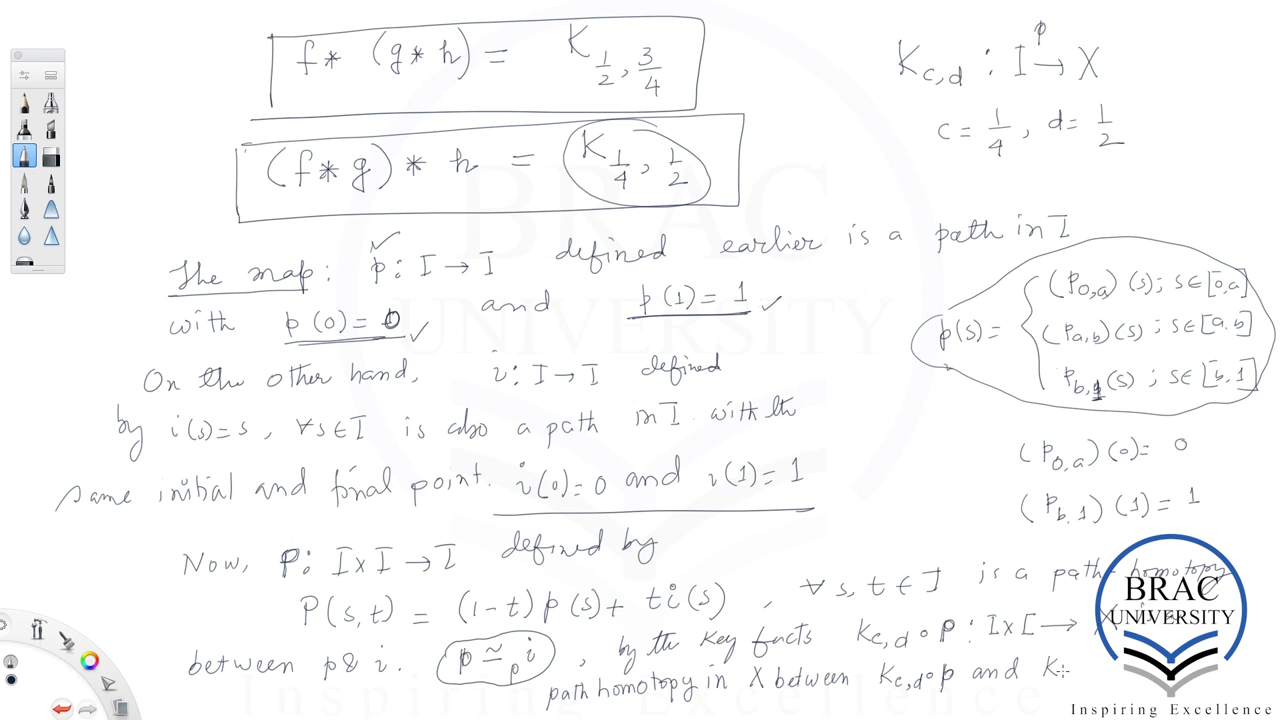 f * (g * h) = K_{1/2, 3/4}
K_{c,d} : I →^p X
c = 1/4, d = 1/2
(f * g) * h = K_{1/4, 1/2}
The map : p : I → I defined earlier is a path in I
with p(0) = 0 ✓ and p(1) = 1 ✓
p(s) = { (P_{0,a})(s) ; s ∈ [0,a]
(P_{a,b})(s) ; s ∈ [a.b]
P_{b,1}(s) ; s ∈ [b,1]
On the other hand, i : I → I defined
by i(s) = s, ∀ s ∈ I is also a path in I. with the
same initial and final point. i(0) = 0 and i(1) = 1
(P_{0,a})(0) = 0
(P_{b,1})(1) = 1
Now, P : I x I → I defined by
P(s,t) = (1-t) p(s) + t i(s), ∀ s, t ∈ I is a path homotopy
between p & i. p ≃_p i, by the key facts K_{c,d} ∘ P : I x I → X
path homotopy in X between K_{c,d} ∘ p and K
BRAC
UNIVERSITY
Inspiring Excellence
BRAC
UNIVERSITY
Inspiring Excellence